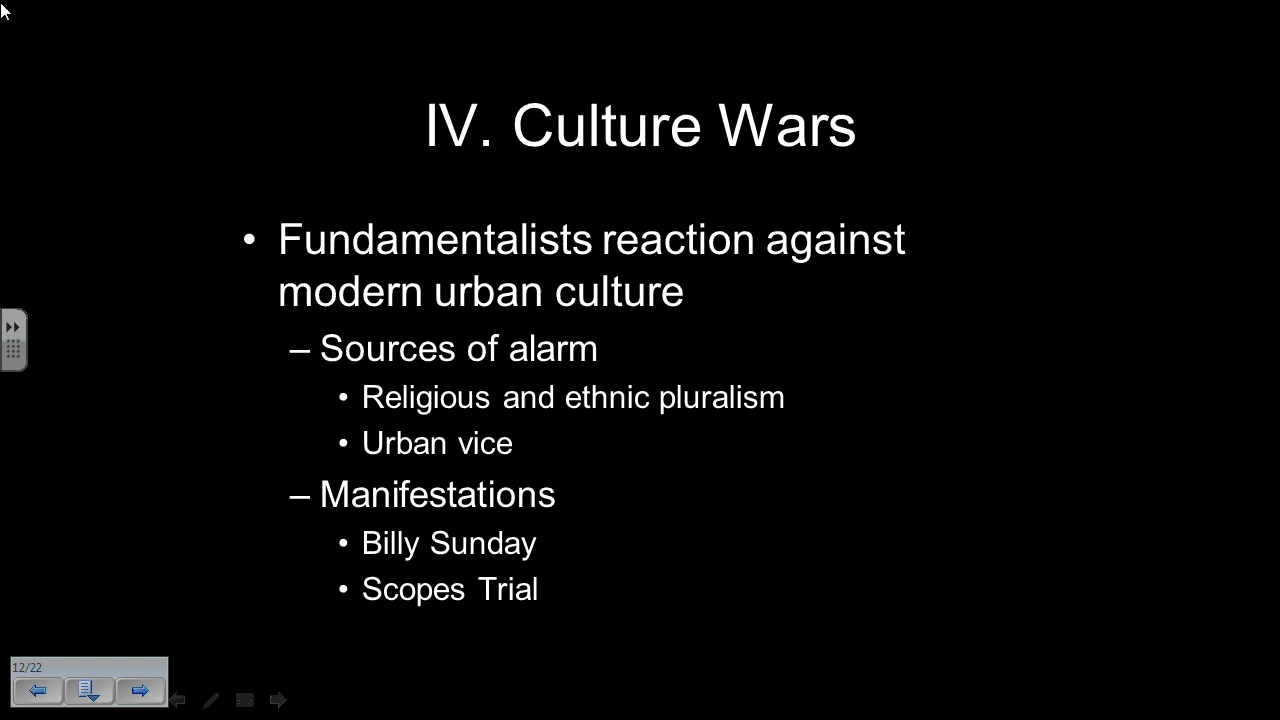 IV. Culture Wars
• Fundamentalists reaction against
modern urban culture
– Sources of alarm
• Religious and ethnic pluralism
• Urban vice
– Manifestations
• Billy Sunday
• Scopes Trial
12/22